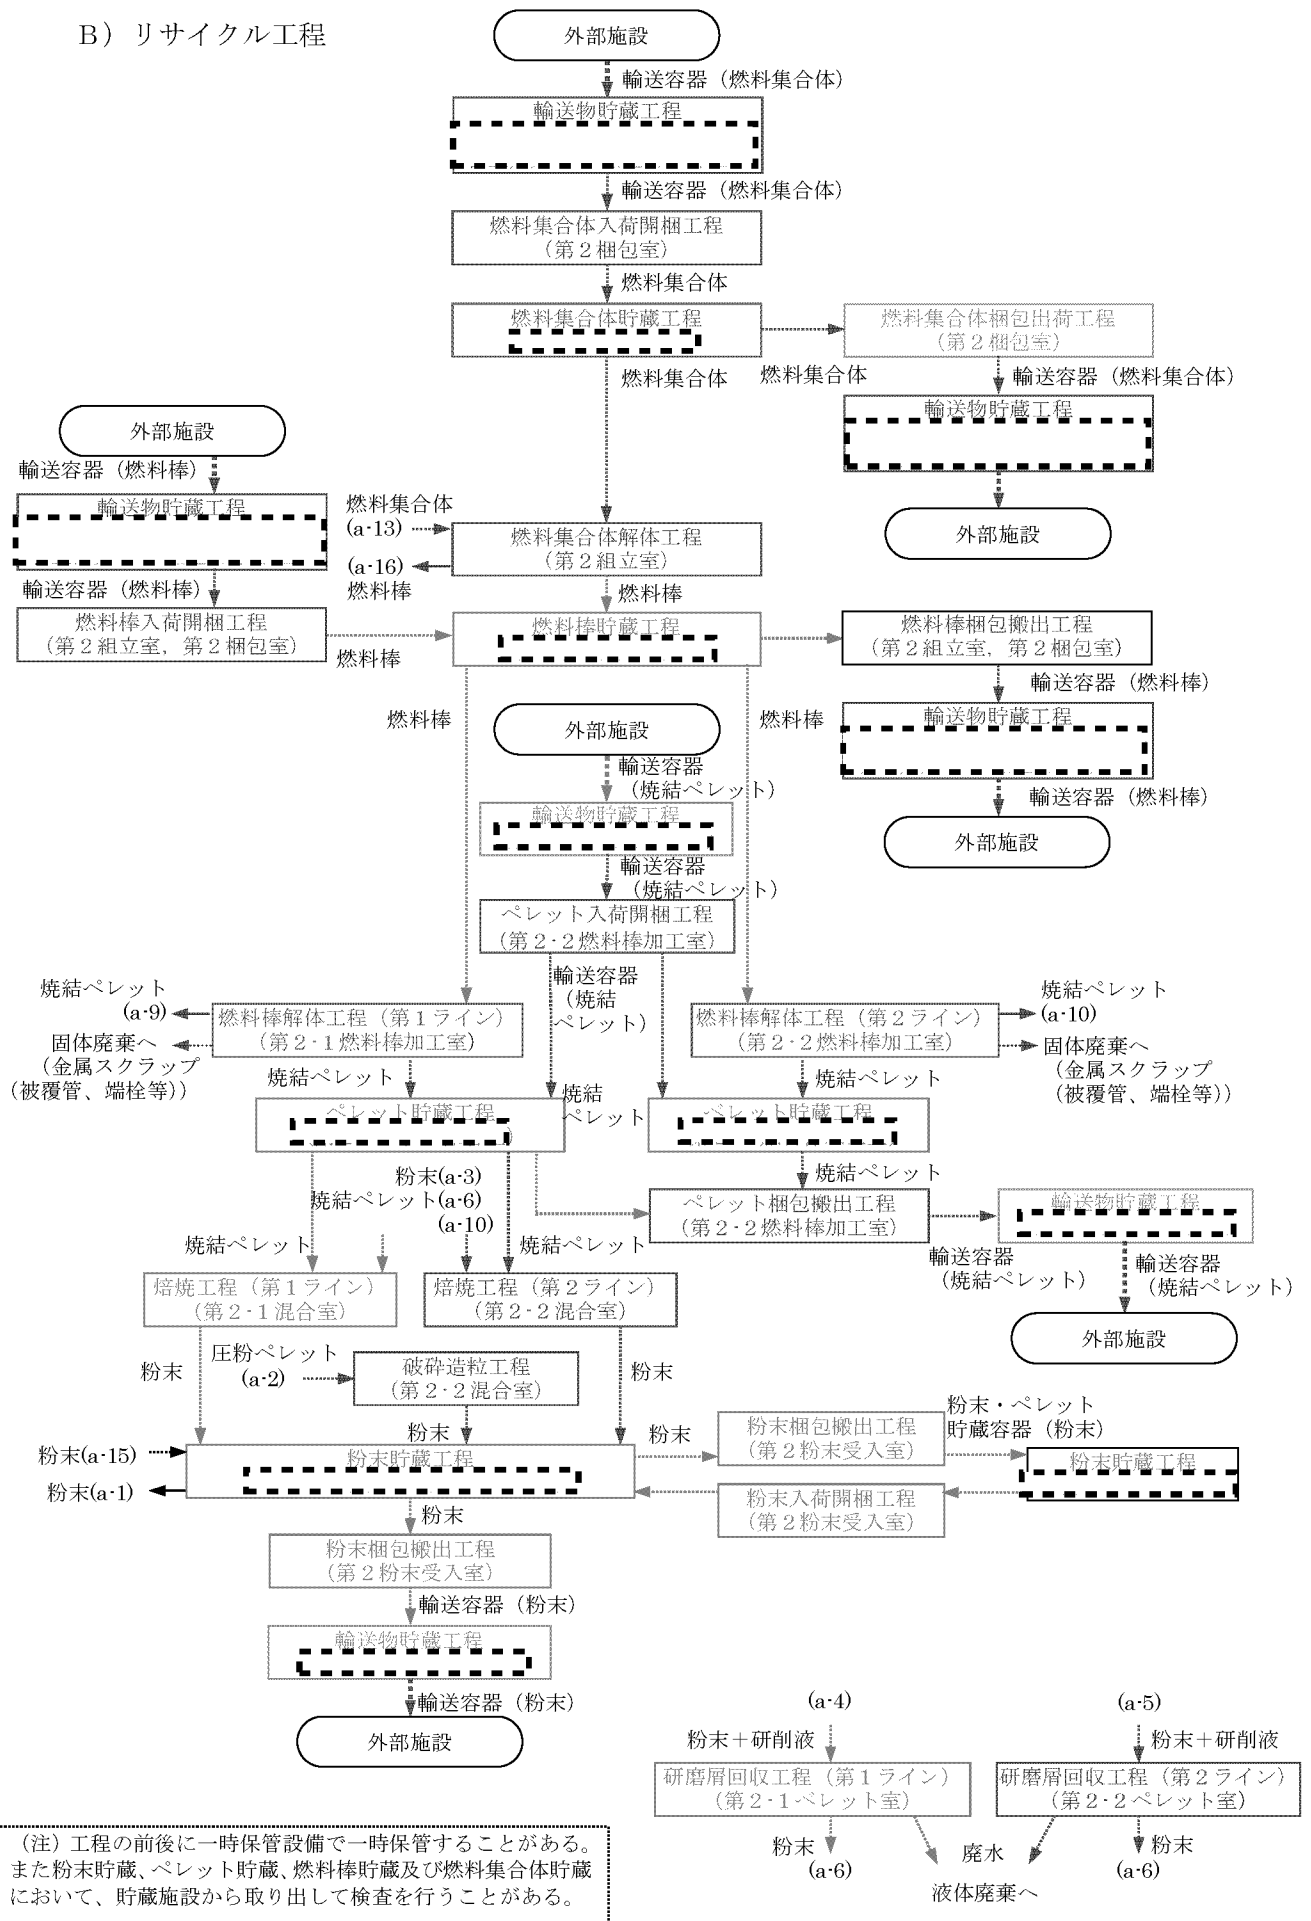 B）リサイクル工程
外部施設
輸送容器（燃料集合体）
輸送物貯蔵工程
輸送容器（燃料集合体）
燃料集合体入荷開梱工程
（第２梱包室）
燃料集合体
燃料集合体貯蔵工程
燃料集合体梱包出荷工程
（第２梱包室）
燃料集合体
燃料集合体
輸送容器（燃料集合体）
輸送物貯蔵工程
外部施設
外部施設
輸送容器（燃料棒）
輸送物貯蔵工程
輸送容器（燃料棒）
燃料棒入荷開梱工程
（第２組立室，第２梱包室）
燃料棒
燃料集合体
(a-13)
(a-16)
燃料棒
燃料集合体解体工程
（第２組立室）
燃料棒
燃料棒貯蔵工程
燃料棒梱包搬出工程
（第２組立室，第２梱包室）
輸送容器（燃料棒）
輸送物貯蔵工程
輸送容器（燃料棒）
外部施設
燃料棒
燃料棒
外部施設
輸送容器
（焼結ペレット）
輸送物貯蔵工程
輸送容器
（焼結ペレット）
ペレット入荷開梱工程
（第２-２燃料棒加工室）
輸送容器
（焼結
ペレット）
焼結ペレット
(a-9)
固体廃棄へ
（金属スクラップ
（被覆管、端栓等））
燃料棒解体工程（第１ライン）
（第２-１燃料棒加工室）
燃料棒解体工程（第２ライン）
（第２-２燃料棒加工室）
焼結ペレット
(a-10)
固体廃棄へ
（金属スクラップ
（被覆管、端栓等））
焼結ペレット
焼結
ペレット
焼結ペレット
ペレット貯蔵工程
ペレット貯蔵工程
粉末(a-3)
焼結ペレット(a-6)
(a-10)
焼結ペレット
焼結ペレット
焼結ペレット
ペレット梱包搬出工程
（第２-２燃料棒加工室）
輸送物貯蔵工程
輸送容器
（焼結ペレット）
輸送容器
（焼結ペレット）
外部施設
焙焼工程（第１ライン）
（第２-１混合室）
焙焼工程（第２ライン）
（第２-２混合室）
粉末
圧粉ペレット
(a-2)
破砕造粒工程
（第２-２混合室）
粉末
粉末
粉末(a-15)
粉末(a-1)
粉末貯蔵工程
粉末
粉末梱包搬出工程
（第２粉末受入室）
粉末・ペレット
貯蔵容器（粉末）
粉末貯蔵工程
粉末入荷開梱工程
（第２粉末受入室）
粉末
粉末梱包搬出工程
（第２粉末受入室）
輸送容器（粉末）
輸送物貯蔵工程
輸送容器（粉末）
外部施設
(a-4)
粉末＋研削液
研磨屑回収工程（第１ライン）
（第２-１ペレット室）
粉末
(a-6)
(a-5)
粉末＋研削液
研磨屑回収工程（第２ライン）
（第２-２ペレット室）
粉末
(a-6)
廃水
液体廃棄へ
（注）工程の前後に一時保管設備で一時保管することがある。
また粉末貯蔵、ペレット貯蔵、燃料棒貯蔵及び燃料集合体貯蔵
において、貯蔵施設から取り出して検査を行うことがある。